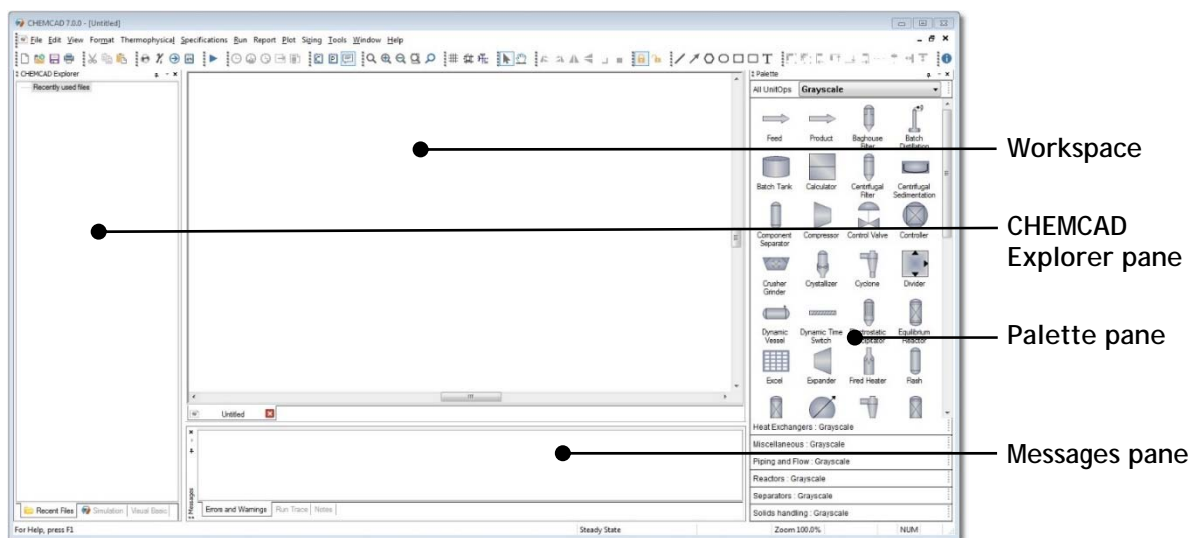 CHEMCAD 7.0.0 - [Untitled]
File Edit View Format Thermophysical Specifications Run Report Plot Sizing Tools Window Help
CHEMCAD Explorer
Recently used files
Palette
All UnitOps Grayscale
Feed Product Baghouse Filter Batch Distillation
Batch Tank Calculator Centrifugal Filter Centrifugal Sedimentation
Component Separator Compressor Control Valve Controller
Crusher Grinder Crystallizer Cyclone Divider
Dynamic Vessel Dynamic Time Switch Equilibrium Reactor
Excel Expander Fired Heater Flash
Heat Exchangers : Grayscale
Miscellaneous : Grayscale
Piping and Flow : Grayscale
Reactors : Grayscale
Separators : Grayscale
Solids handling : Grayscale
Untitled
Messages
Errors and Warnings Run Trace Notes
Recent Files Simulation Visual Basic
For Help, press F1
Steady State
Zoom 100.0%
NUM
Workspace
CHEMCAD
Explorer pane
Palette pane
Messages pane